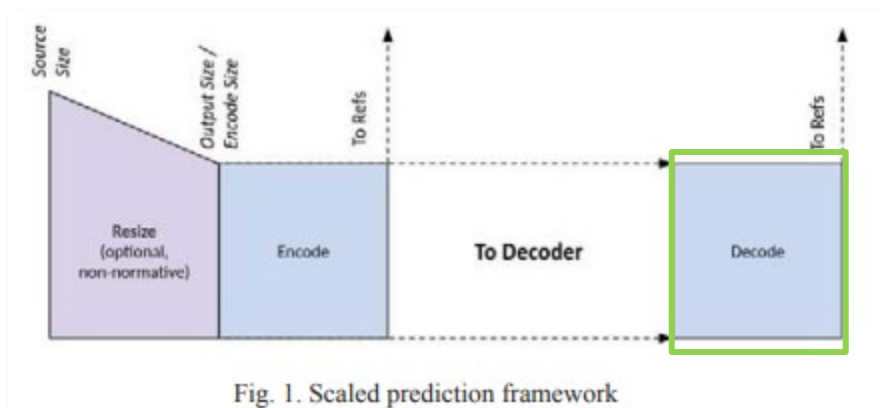 Source
Size
Output Size /
Encode Size
To Refs
To Refs
Resize
(optional,
non-normative)
Encode
To Decoder
Decode
Fig. 1. Scaled prediction framework